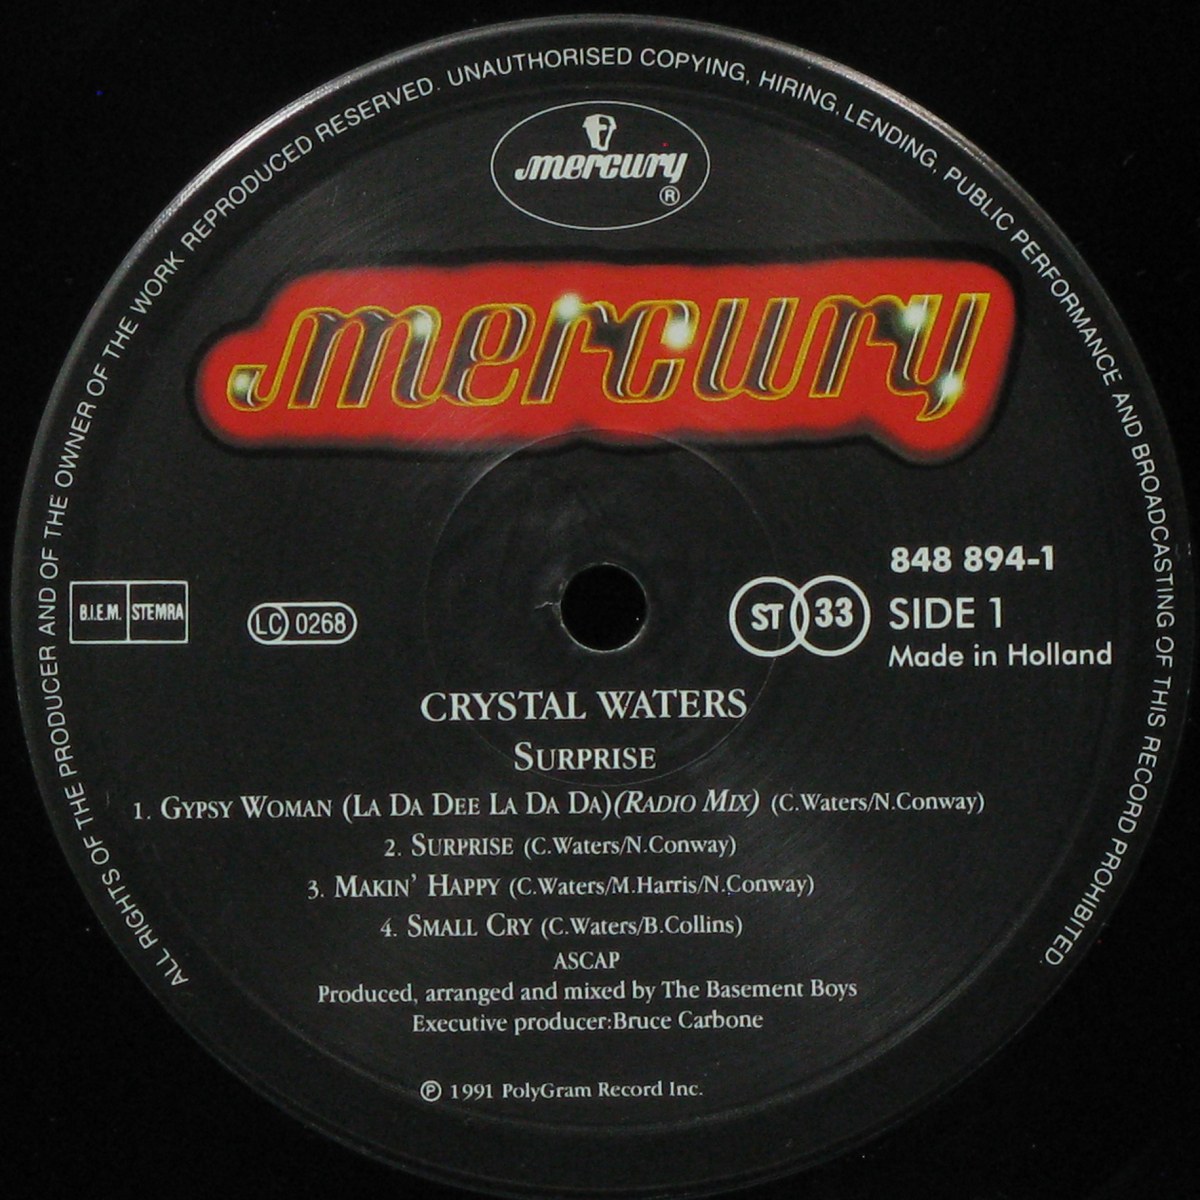 ALL RIGHTS OF THE PRODUCER AND OF THE OWNER OF THE WORK REPRODUCED RESERVED. UNAUTHORISED COPYING, HIRING, LENDING, PUBLIC PERFORMANCE AND BROADCASTING OF THIS RECORD PROHIBITED.
mercury
®
mercury
B.I.E.M. STEMRA
LC 0268
ST 33
848 894-1
SIDE 1
Made in Holland
CRYSTAL WATERS
SURPRISE
1. GYPSY WOMAN (LA DA DEE LA DA DA)(RADIO MIX) (C.Waters/N.Conway)
2. SURPRISE (C.Waters/N.Conway)
3. MAKIN' HAPPY (C.Waters/M.Harris/N.Conway)
4. SMALL CRY (C.Waters/B.Collins)
ASCAP
Produced, arranged and mixed by The Basement Boys
Executive producer:Bruce Carbone
℗ 1991 PolyGram Record Inc.